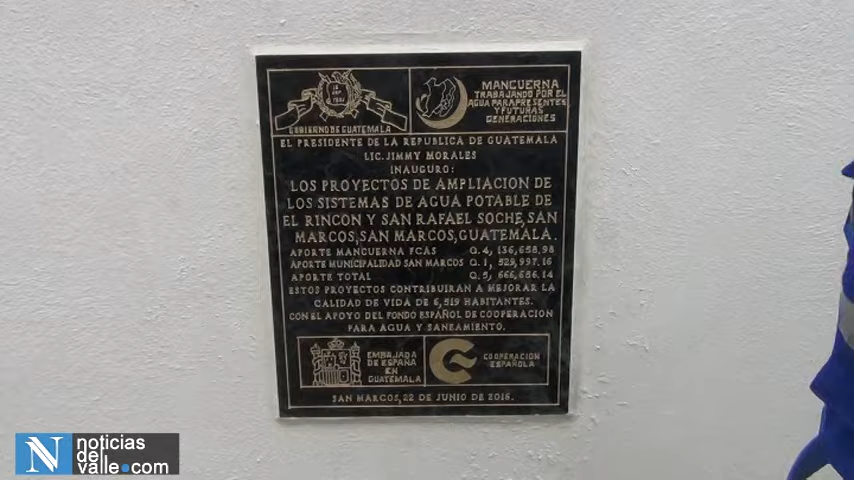 GOBIERNO DE GUATEMALA
MANCUERNA
TRABAJANDO POR EL
AGUA PARA PRESENTES
Y FUTURAS
GENERACIONES
EL PRESIDENTE DE LA REPUBLICA DE GUATEMALA
LIC. JIMMY MORALES
INAUGURO:
LOS PROYECTOS DE AMPLIACION DE
LOS SISTEMAS DE AGUA POTABLE DE
EL RINCON Y SAN RAFAEL SOCHE, SAN
MARCOS, SAN MARCOS, GUATEMALA.
APORTE MANCUERNA FCAS Q. 4, 136,658.98
APORTE MUNICIPALIDAD SAN MARCOS Q. 1, 529,997.16
APORTE TOTAL Q. 5, 666,656.14
ESTOS PROYECTOS CONTRIBUIRAN A MEJORAR LA
CALIDAD DE VIDA DE 6,519 HABITANTES.
CON EL APOYO DEL FONDO ESPAÑOL DE COOPERACION
PARA AGUA Y SANEAMIENTO.
EMBAJADA
DE ESPAÑA
EN
GUATEMALA
COOPERACION
ESPAÑOLA
SAN MARCOS, 22 DE JUNIO DE 2016.
N noticias
del
valle.com